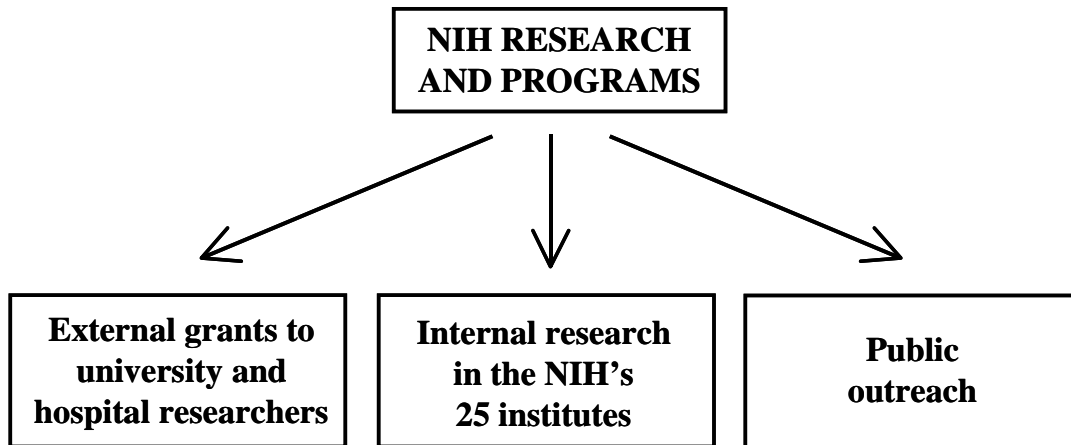 NIH RESEARCH
AND PROGRAMS
External grants to
university and
hospital researchers
Internal research
in the NIH’s
25 institutes
Public
outreach